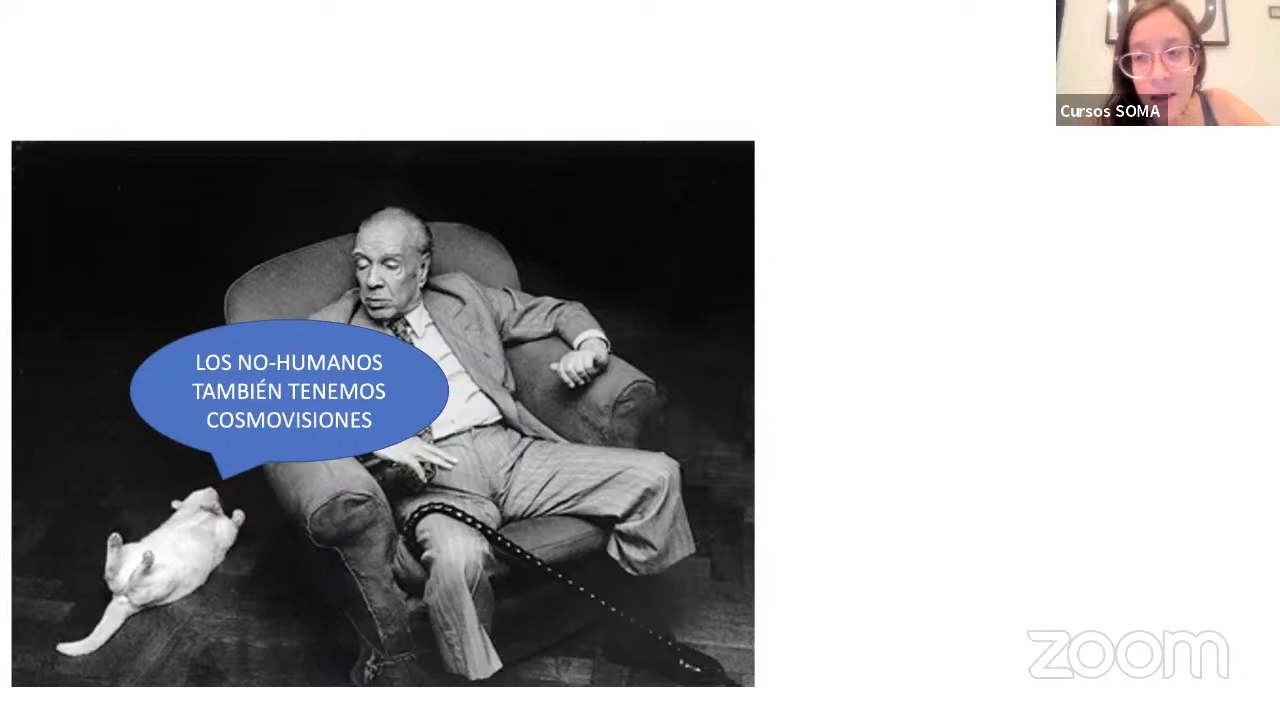 Cursos SOMA
LOS NO-HUMANOS
TAMBIÉN TENEMOS
COSMOVISIONES
zoom